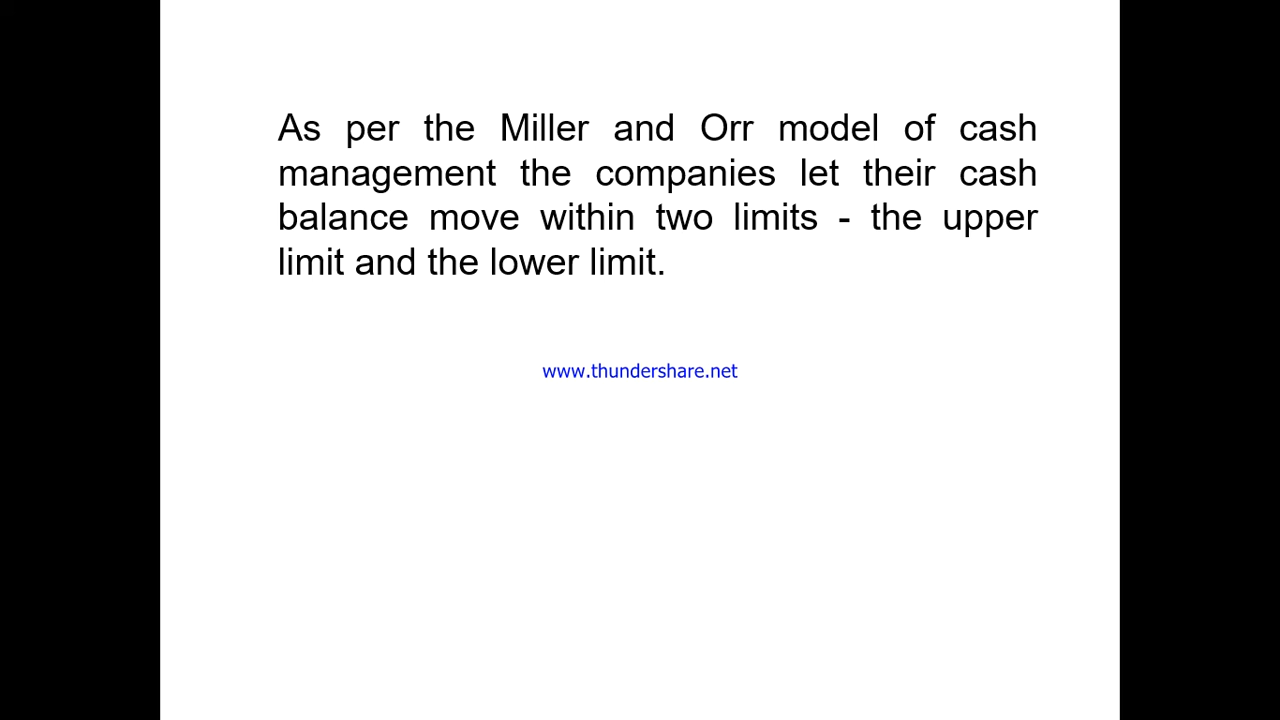 As per the Miller and Orr model of cash
management the companies let their cash
balance move within two limits - the upper
limit and the lower limit.
www.thundershare.net